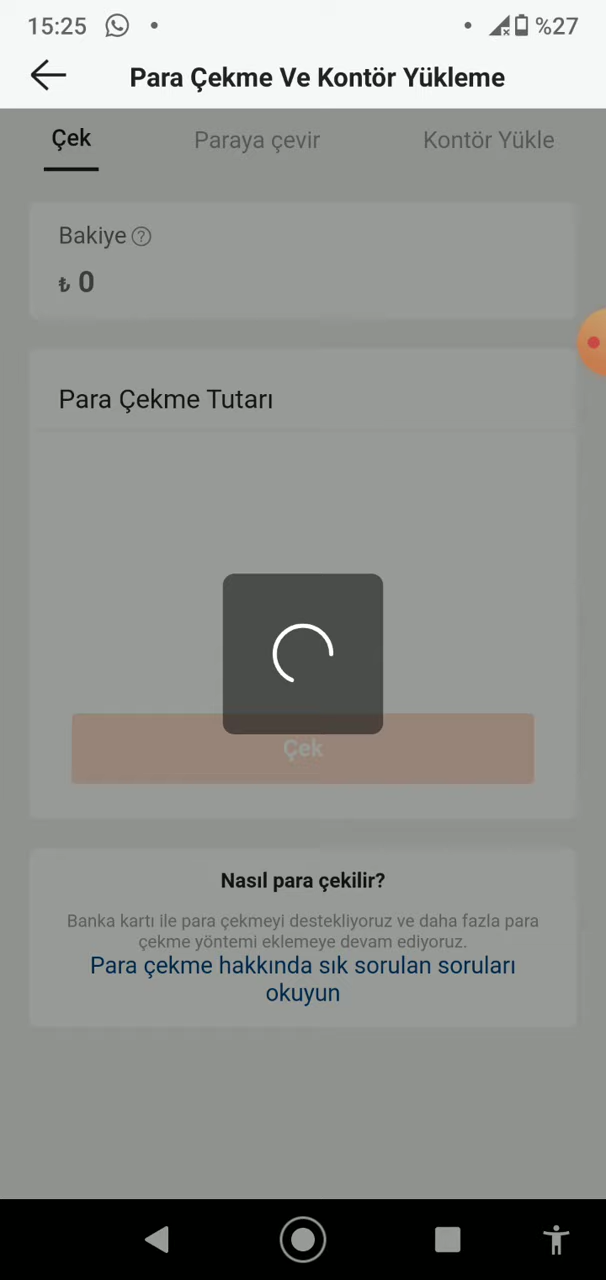 15:25
%27
Para Çekme Ve Kontör Yükleme
Çek
Paraya çevir
Kontör Yükle
Bakiye ?
₺ 0
Para Çekme Tutarı
Çek
Nasıl para çekilir?
Banka kartı ile para çekmeyi destekliyoruz ve daha fazla para
çekme yöntemi eklemeye devam ediyoruz.
Para çekme hakkında sık sorulan soruları
okuyun